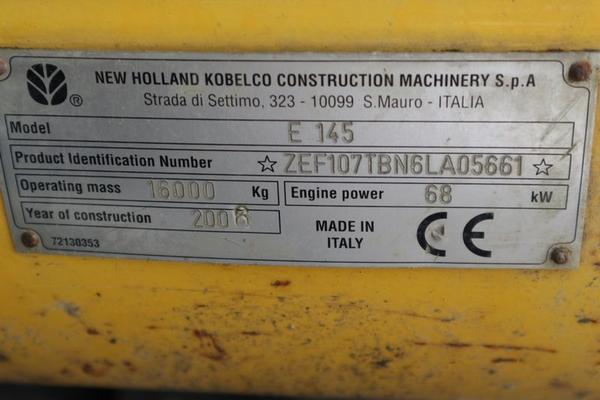 NEW HOLLAND KOBELCO CONSTRUCTION MACHINERY S.p.A
®
Strada di Settimo, 323 - 10099 S.Mauro - ITALIA
Model E 145
Product Identification Number ☆ ZEF107TBN6LA05661 ☆
Operating mass 16000 Kg Engine power 68 kW
Year of construction 2006
MADE IN ITALY CE
72130353